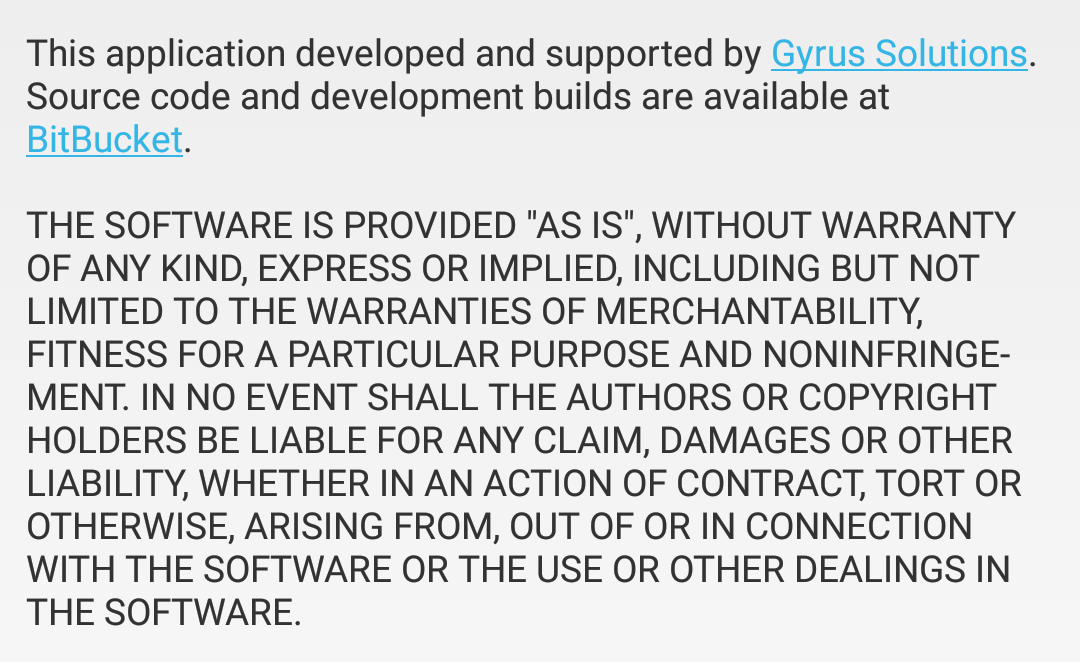 This application developed and supported by Gyrus Solutions.
Source code and development builds are available at
BitBucket.
THE SOFTWARE IS PROVIDED "AS IS", WITHOUT WARRANTY
OF ANY KIND, EXPRESS OR IMPLIED, INCLUDING BUT NOT
LIMITED TO THE WARRANTIES OF MERCHANTABILITY,
FITNESS FOR A PARTICULAR PURPOSE AND NONINFRINGE-
MENT. IN NO EVENT SHALL THE AUTHORS OR COPYRIGHT
HOLDERS BE LIABLE FOR ANY CLAIM, DAMAGES OR OTHER
LIABILITY, WHETHER IN AN ACTION OF CONTRACT, TORT OR
OTHERWISE, ARISING FROM, OUT OF OR IN CONNECTION
WITH THE SOFTWARE OR THE USE OR OTHER DEALINGS IN
THE SOFTWARE.